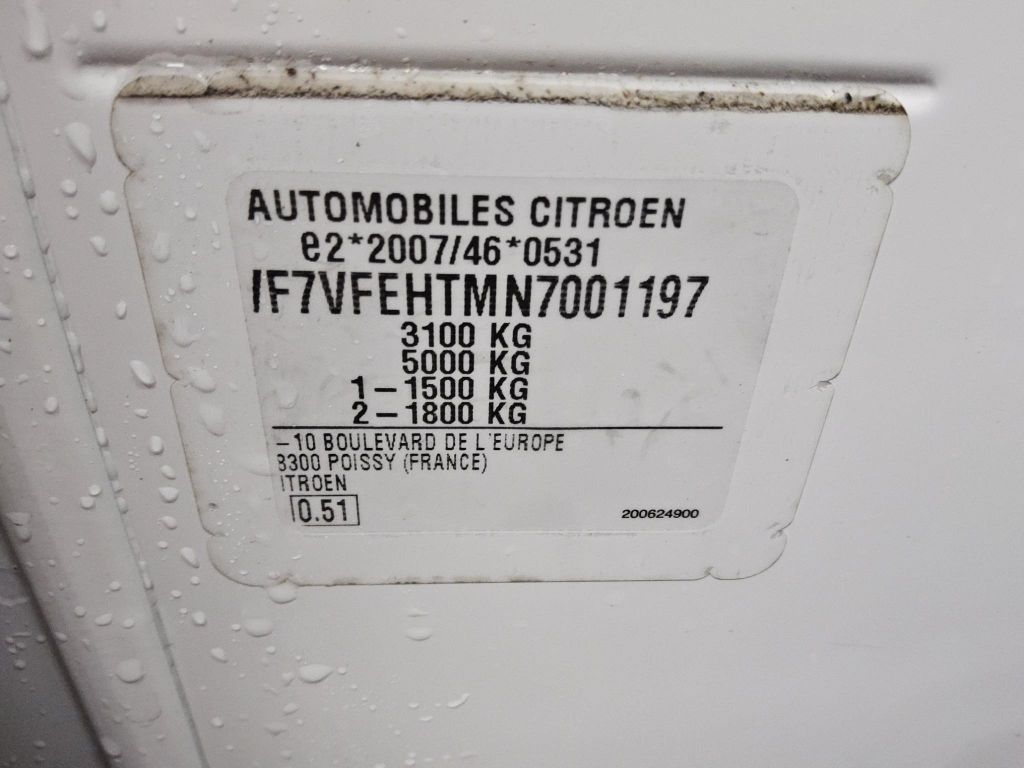 AUTOMOBILES CITROEN
e2*2007/46*0531
VF7VFEHTMN7001197
3100 KG
5000 KG
1-1500 KG
2-1800 KG
-10 BOULEVARD DE L'EUROPE
8300 POISSY (FRANCE)
ITROEN
0.51
200624900